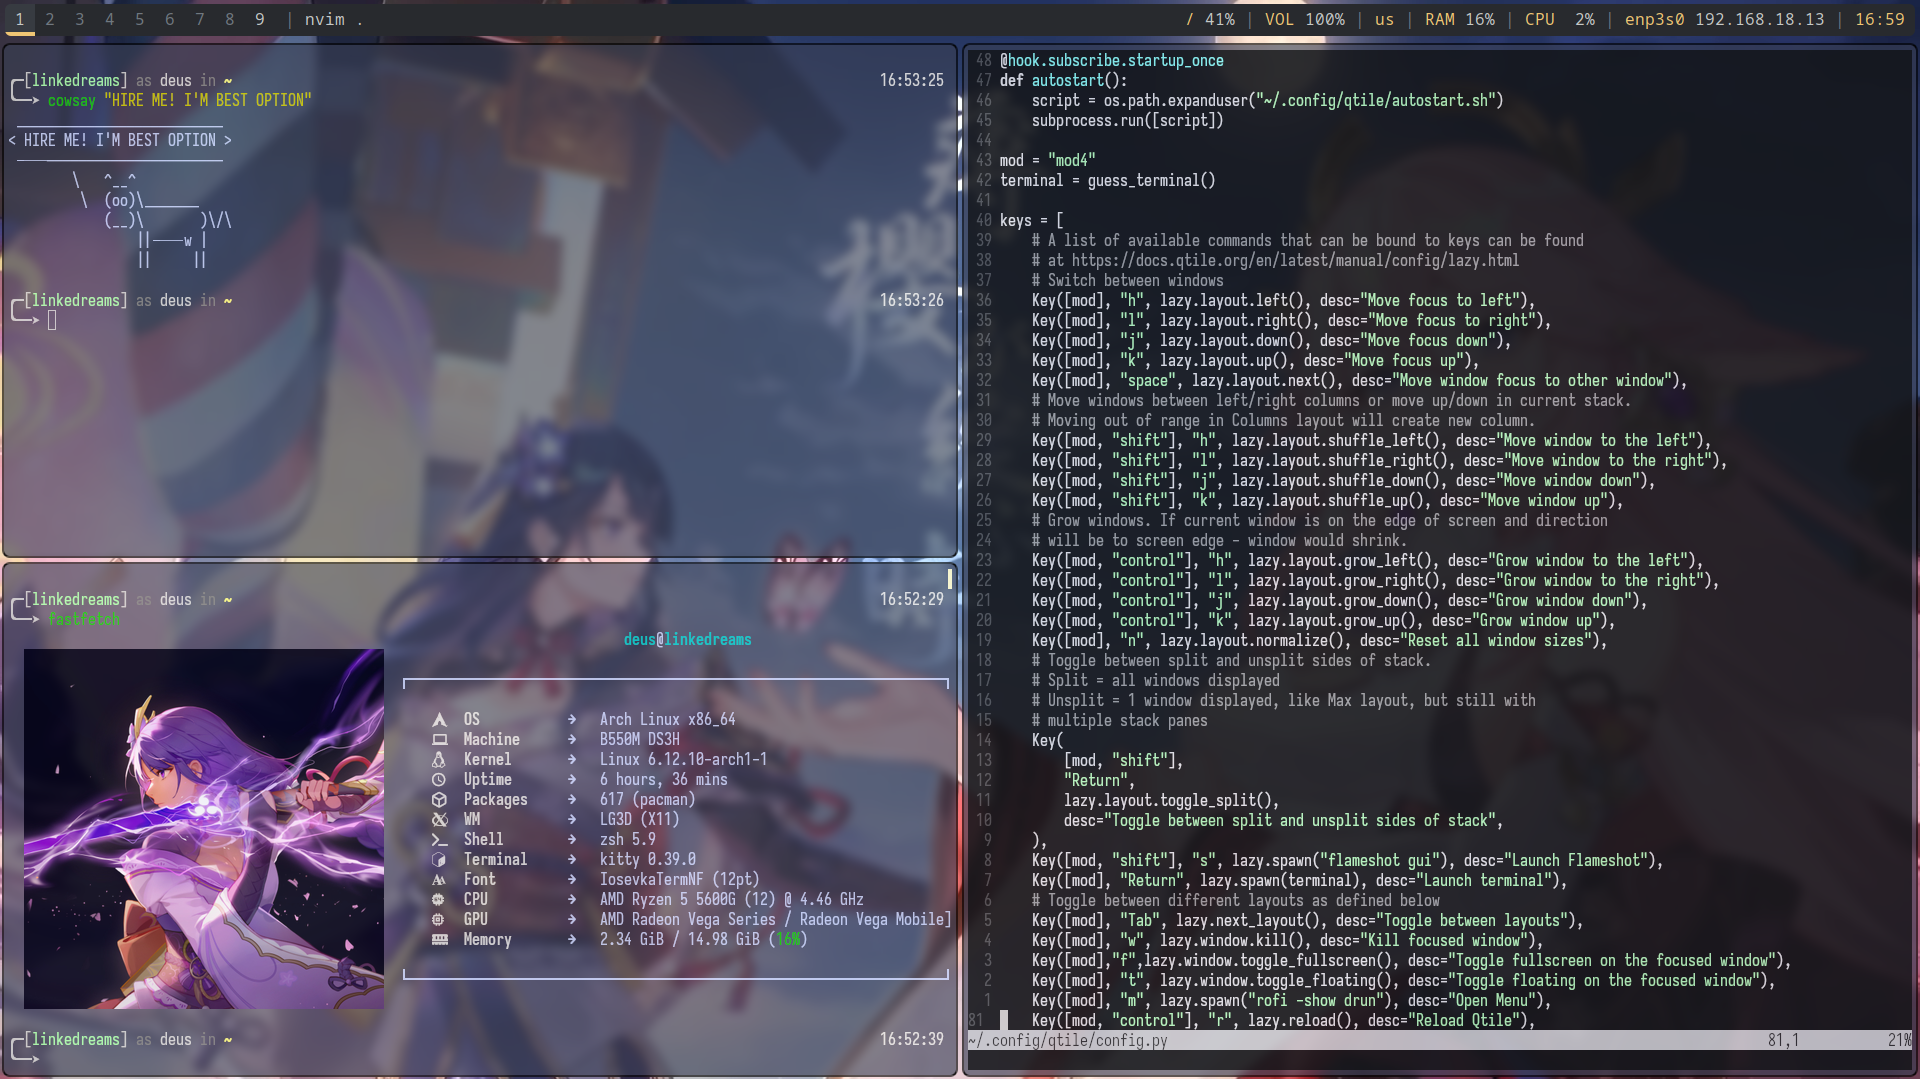 1 2 3 4 5 6 7 8 9 | nvim .
/ 41% | VOL 100% | us | RAM 16% | CPU 2% | enp3s0 192.168.18.13 | 16:59
[linkedreams] as deus in ~ 16:53:25
cowsay "HIRE ME! I'M BEST OPTION"
_________________________
< HIRE ME! I'M BEST OPTION >
-------------------------
\   ^__^
\  (oo)\_______
(__)\       )\/\
||----w |
||     ||
[linkedreams] as deus in ~ 16:53:26
[linkedreams] as deus in ~ 16:52:29
fastfetch
deus@linkedreams
OS Arch Linux x86_64
Machine B550M DS3H
Kernel Linux 6.12.10-arch1-1
Uptime 6 hours, 36 mins
Packages 617 (pacman)
WM LG3D (X11)
Shell zsh 5.9
Terminal kitty 0.39.0
Font IosevkaTermNF (12pt)
CPU AMD Ryzen 5 5600G (12) @ 4.46 GHz
GPU AMD Radeon Vega Series / Radeon Vega Mobile]
Memory 2.34 GiB / 14.98 GiB (16%)
[linkedreams] as deus in ~ 16:52:39
48 @hook.subscribe.startup_once
47 def autostart():
46     script = os.path.expanduser("~/.config/qtile/autostart.sh")
45     subprocess.run([script])
44
43 mod = "mod4"
42 terminal = guess_terminal()
41
40 keys = [
39     # A list of available commands that can be bound to keys can be found
38     # at https://docs.qtile.org/en/latest/manual/config/lazy.html
37     # Switch between windows
36     Key([mod], "h", lazy.layout.left(), desc="Move focus to left"),
35     Key([mod], "l", lazy.layout.right(), desc="Move focus to right"),
34     Key([mod], "j", lazy.layout.down(), desc="Move focus down"),
33     Key([mod], "k", lazy.layout.up(), desc="Move focus up"),
32     Key([mod], "space", lazy.layout.next(), desc="Move window focus to other window"),
31     # Move windows between left/right columns or move up/down in current stack.
30     # Moving out of range in Columns layout will create new column.
29     Key([mod, "shift"], "h", lazy.layout.shuffle_left(), desc="Move window to the left"),
28     Key([mod, "shift"], "l", lazy.layout.shuffle_right(), desc="Move window to the right"),
27     Key([mod, "shift"], "j", lazy.layout.shuffle_down(), desc="Move window down"),
26     Key([mod, "shift"], "k", lazy.layout.shuffle_up(), desc="Move window up"),
25     # Grow windows. If current window is on the edge of screen and direction
24     # will be to screen edge - window would shrink.
23     Key([mod, "control"], "h", lazy.layout.grow_left(), desc="Grow window to the left"),
22     Key([mod, "control"], "l", lazy.layout.grow_right(), desc="Grow window to the right"),
21     Key([mod, "control"], "j", lazy.layout.grow_down(), desc="Grow window down"),
20     Key([mod, "control"], "k", lazy.layout.grow_up(), desc="Grow window up"),
19     Key([mod], "n", lazy.layout.normalize(), desc="Reset all window sizes"),
18     # Toggle between split and unsplit sides of stack.
17     # Split = all windows displayed
16     # Unsplit = 1 window displayed, like Max layout, but still with
15     # multiple stack panes
14     Key(
13         [mod, "shift"],
12         "Return",
11         lazy.layout.toggle_split(),
10         desc="Toggle between split and unsplit sides of stack",
9     ),
8     Key([mod, "shift"], "s", lazy.spawn("flameshot gui"), desc="Launch Flameshot"),
7     Key([mod], "Return", lazy.spawn(terminal), desc="Launch terminal"),
6     # Toggle between different layouts as defined below
5     Key([mod], "Tab", lazy.next_layout(), desc="Toggle between layouts"),
4     Key([mod], "w", lazy.window.kill(), desc="Kill focused window"),
3     Key([mod],"f",lazy.window.toggle_fullscreen(), desc="Toggle fullscreen on the focused window"),
2     Key([mod], "t", lazy.window.toggle_floating(), desc="Toggle floating on the focused window"),
1     Key([mod], "m", lazy.spawn("rofi -show drun"), desc="Open Menu"),
81     Key([mod, "control"], "r", lazy.reload(), desc="Reload Qtile"),
~/.config/qtile/config.py 81,1 21%